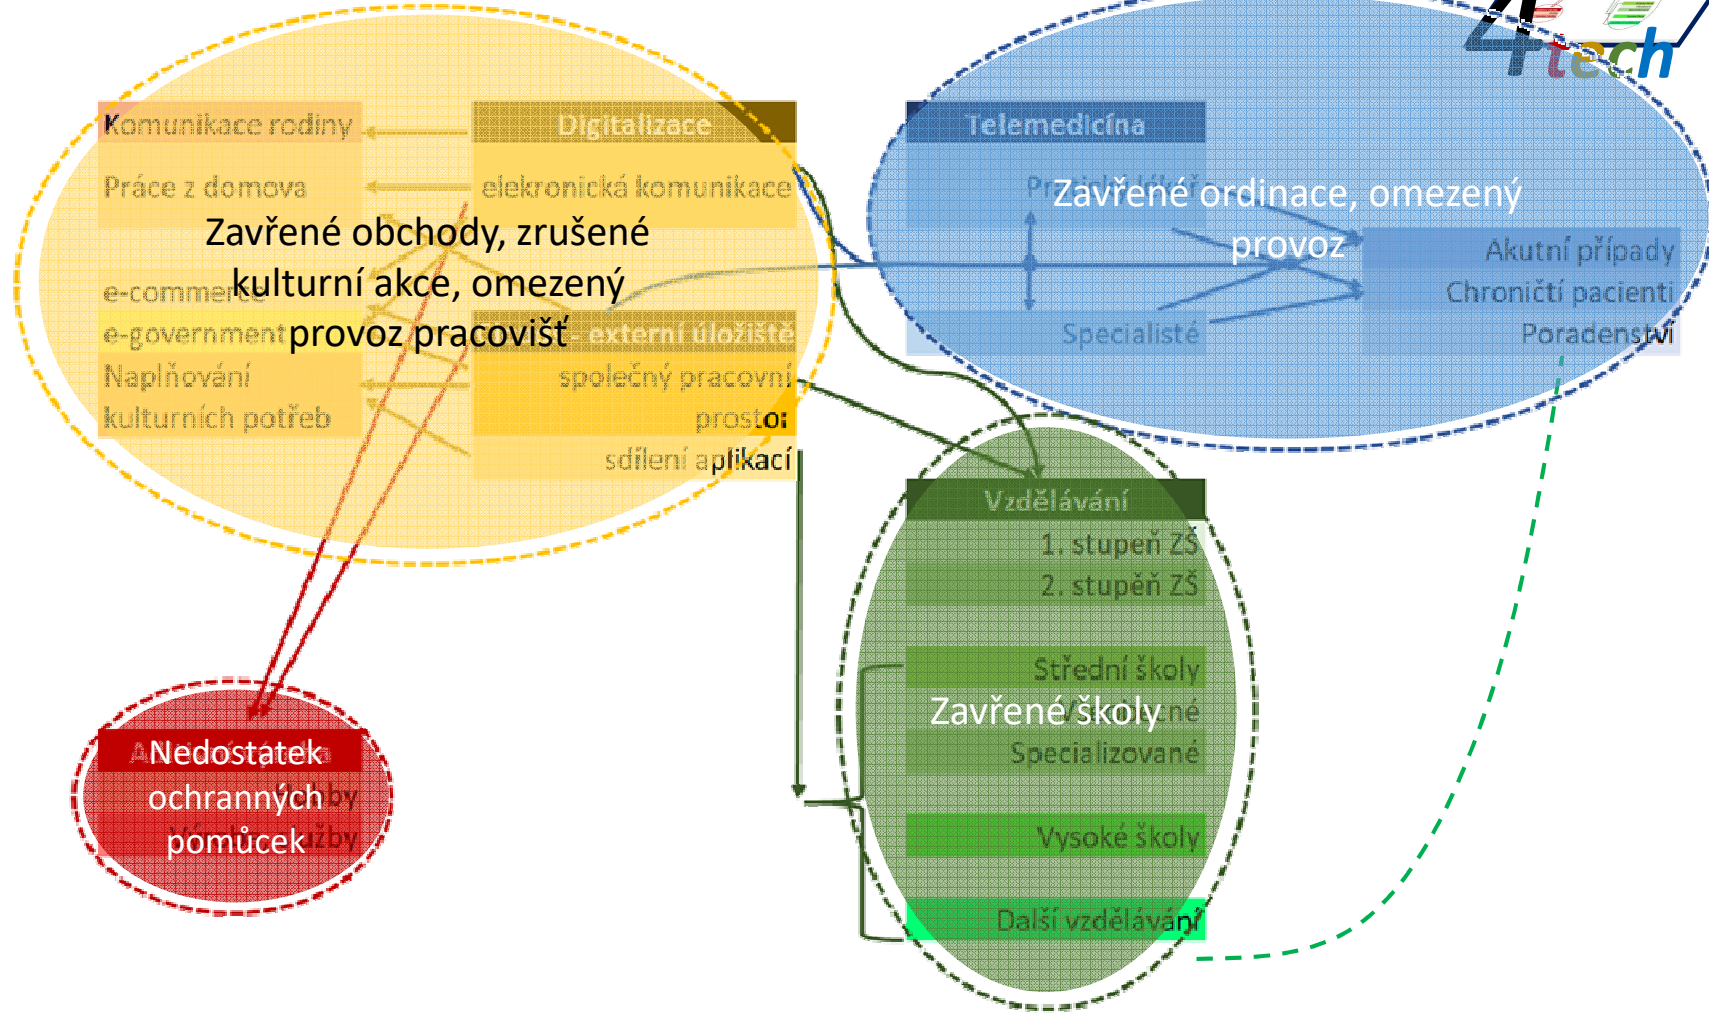 4tech
Komunikace rodiny
Práce z domova
e-commerce
e-government
Naplňování
kulturních potřeb
Digitalizace
elekronická komunikace
externí úložiště
společný pracovní
prostor
sdílení aplikací
Zavřené obchody, zrušené
kulturní akce, omezený
provoz pracovišť
Telemedicína
Specialisté
Akutní případy
Chroničtí pacienti
Poradenství
Zavřené ordinace, omezený
provoz
Vzdělávání
1. stupeň ZŠ
2. stupěň ZŠ
Střední školy
Specializované
Vysoké školy
Další vzdělávání
Zavřené školy
Nedostatek
ochranných
pomůcek